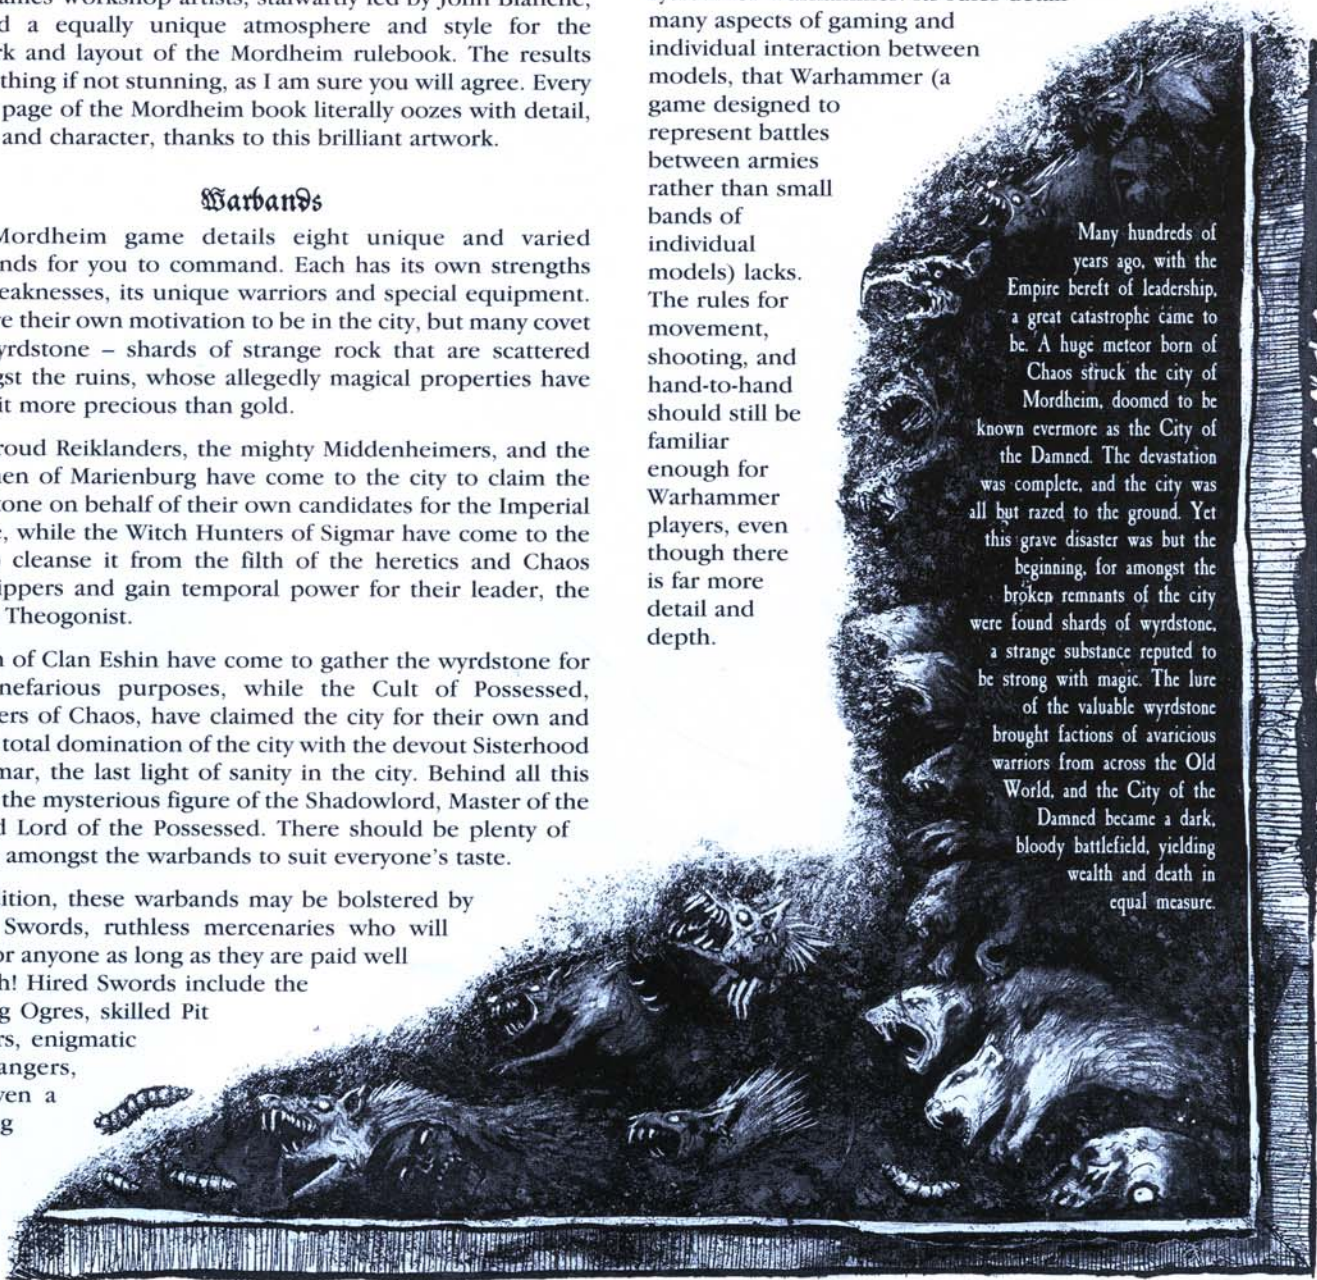 Games Workshop artists, stalwartly led by John Blanche,
d a equally unique atmosphere and style for the
rk and layout of the Mordheim rulebook. The results
thing if not stunning, as I am sure you will agree. Every
page of the Mordheim book literally oozes with detail,
and character, thanks to this brilliant artwork.
Warbands
Mordheim game details eight unique and varied
nds for you to command. Each has its own strengths
eaknesses, its unique warriors and special equipment.
e their own motivation to be in the city, but many covet
yrdstone – shards of strange rock that are scattered
gst the ruins, whose allegedly magical properties have
it more precious than gold.
roud Reiklanders, the mighty Middenheimers, and the
en of Marienburg have come to the city to claim the
tone on behalf of their own candidates for the Imperial
e, while the Witch Hunters of Sigmar have come to the
cleanse it from the filth of the heretics and Chaos
ippers and gain temporal power for their leader, the
Theogonist.
n of Clan Eshin have come to gather the wyrdstone for
nefarious purposes, while the Cult of Possessed,
ers of Chaos, have claimed the city for their own and
total domination of the city with the devout Sisterhood
mar, the last light of sanity in the city. Behind all this
the mysterious figure of the Shadowlord, Master of the
d Lord of the Possessed. There should be plenty of
amongst the warbands to suit everyone's taste.
ition, these warbands may be bolstered by
Swords, ruthless mercenaries who will
or anyone as long as they are paid well
h! Hired Swords include the
g Ogres, skilled Pit
rs, enigmatic
angers,
ven a
g
many aspects of gaming and
individual interaction between
models, that Warhammer (a
game designed to
represent battles
between armies
rather than small
bands of
individual
models) lacks.
The rules for
movement,
shooting, and
hand-to-hand
should still be
familiar
enough for
Warhammer
players, even
though there
is far more
detail and
depth.
Many hundreds of
years ago, with the
Empire bereft of leadership,
a great catastrophe came to
be. A huge meteor born of
Chaos struck the city of
Mordheim, doomed to be
known evermore as the City of
the Damned. The devastation
was complete, and the city was
all but razed to the ground. Yet
this grave disaster was but the
beginning, for amongst the
broken remnants of the city
were found shards of wyrdstone,
a strange substance reputed to
be strong with magic. The lure
of the valuable wyrdstone
brought factions of avaricious
warriors from across the Old
World, and the City of the
Damned became a dark,
bloody battlefield, yielding
wealth and death in
equal measure.